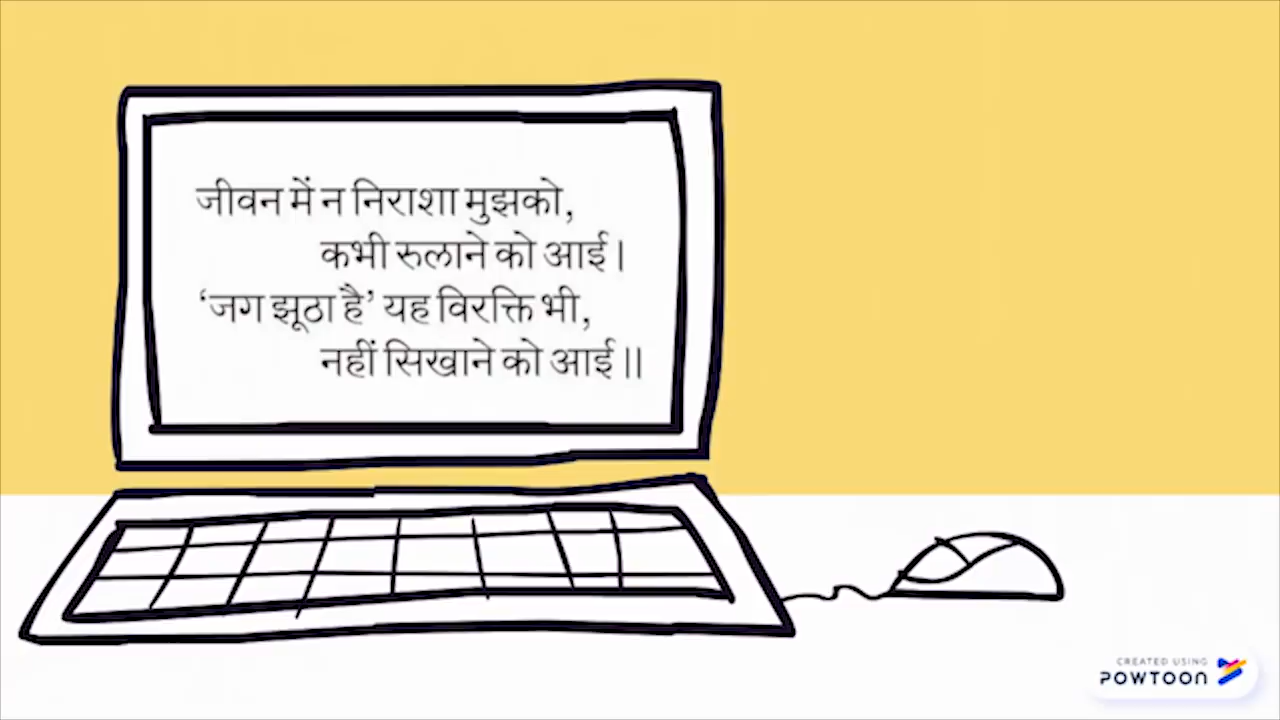 जीवन में न निराशा मुझको,
कभी रुलाने को आई।
‘जग झूठा है’ यह विरक्ति भी,
नहीं सिखाने को आई॥
CREATED USING
POWTOON